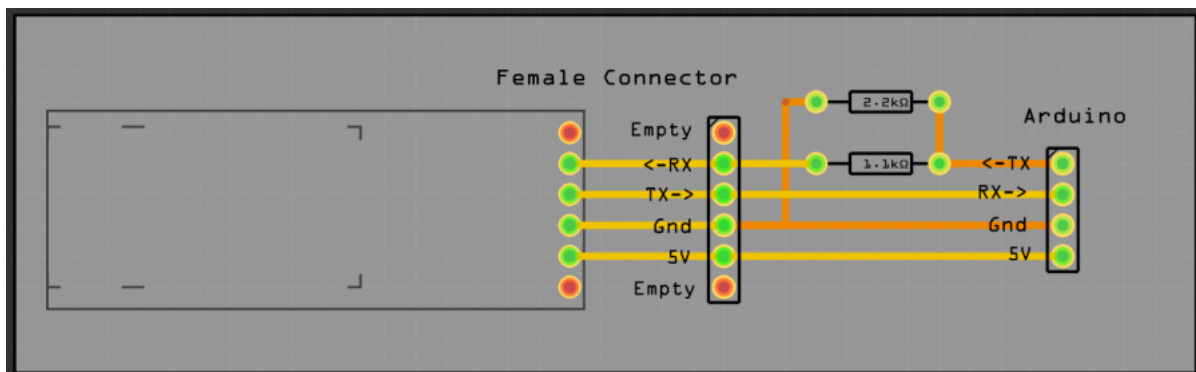 Female Connector
2.2kΩ
Arduino
Empty
<-RX
1.1kΩ
<-TX
TX->
RX->
Gnd
Gnd
5V
5V
Empty